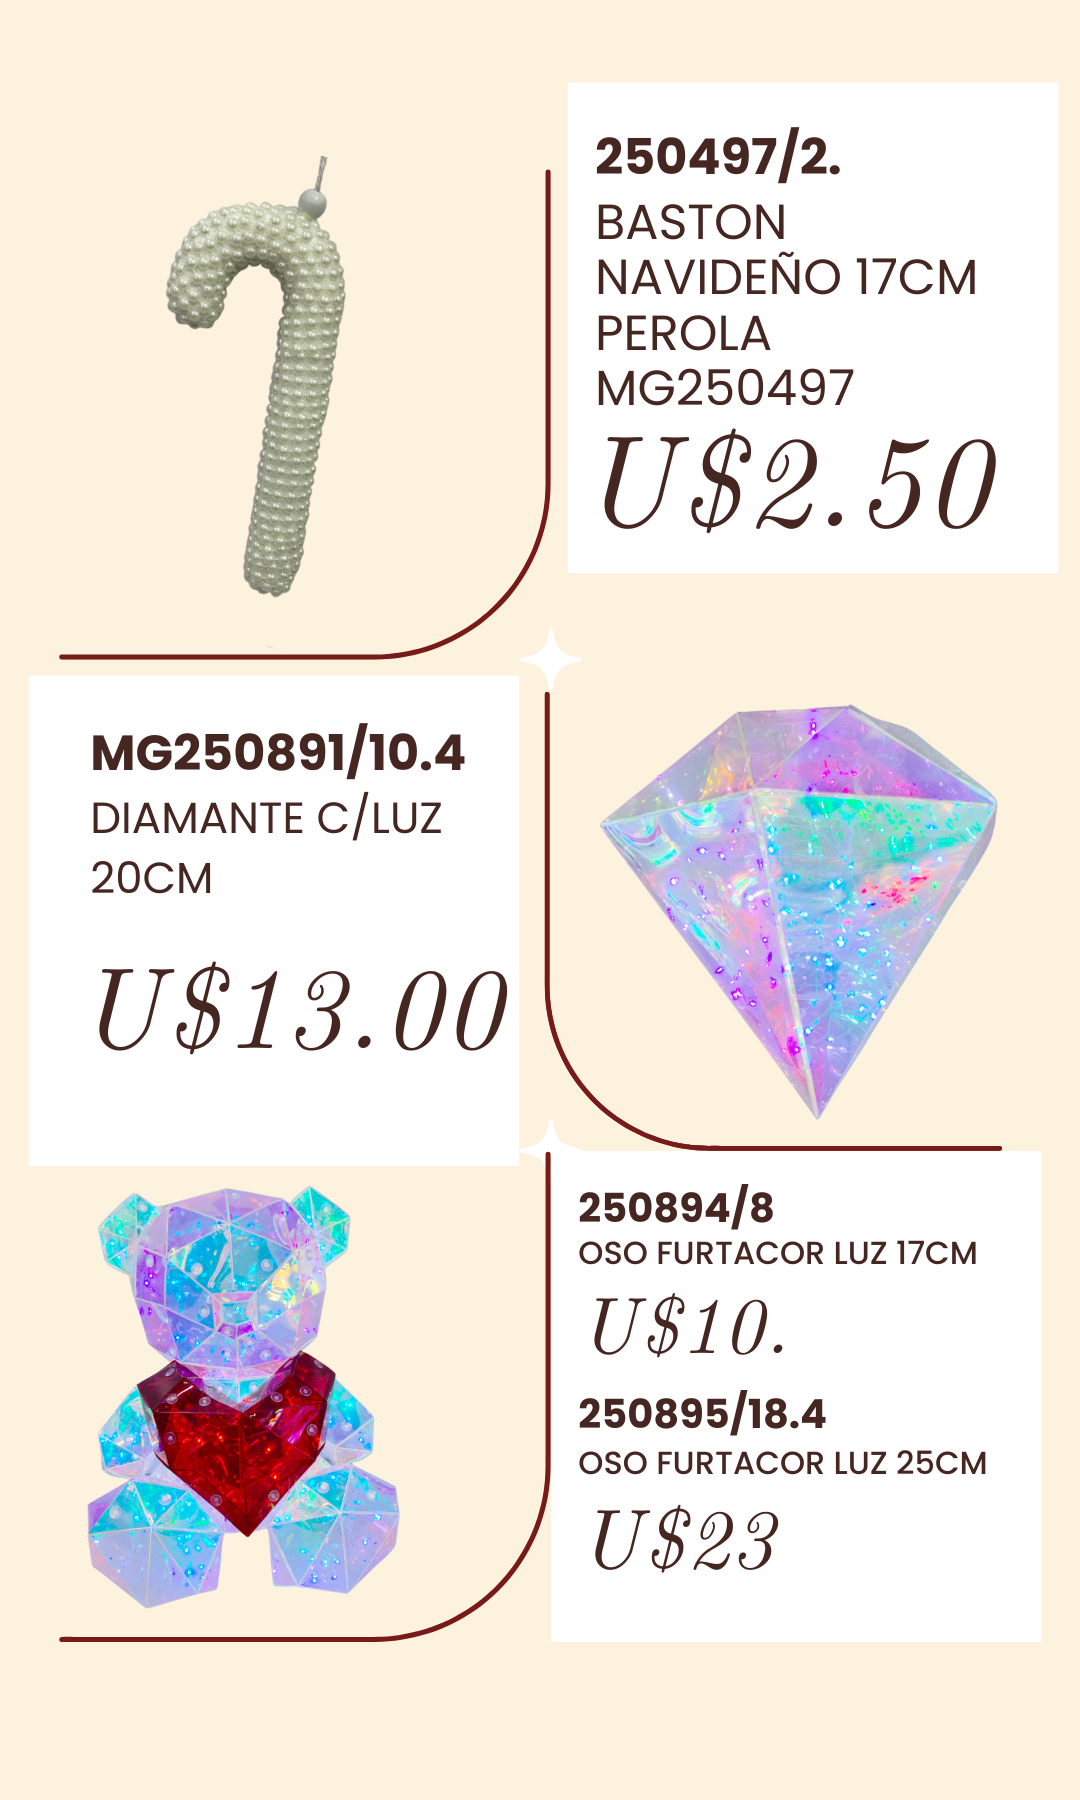 250497/2.
BASTON
NAVIDEÑO 17CM
PEROLA
MG250497
U$2.50
MG250891/10.4
DIAMANTE C/LUZ
20CM
U$13.00
250894/8
OSO FURTACOR LUZ 17CM
U$10.
250895/18.4
OSO FURTACOR LUZ 25CM
U$23